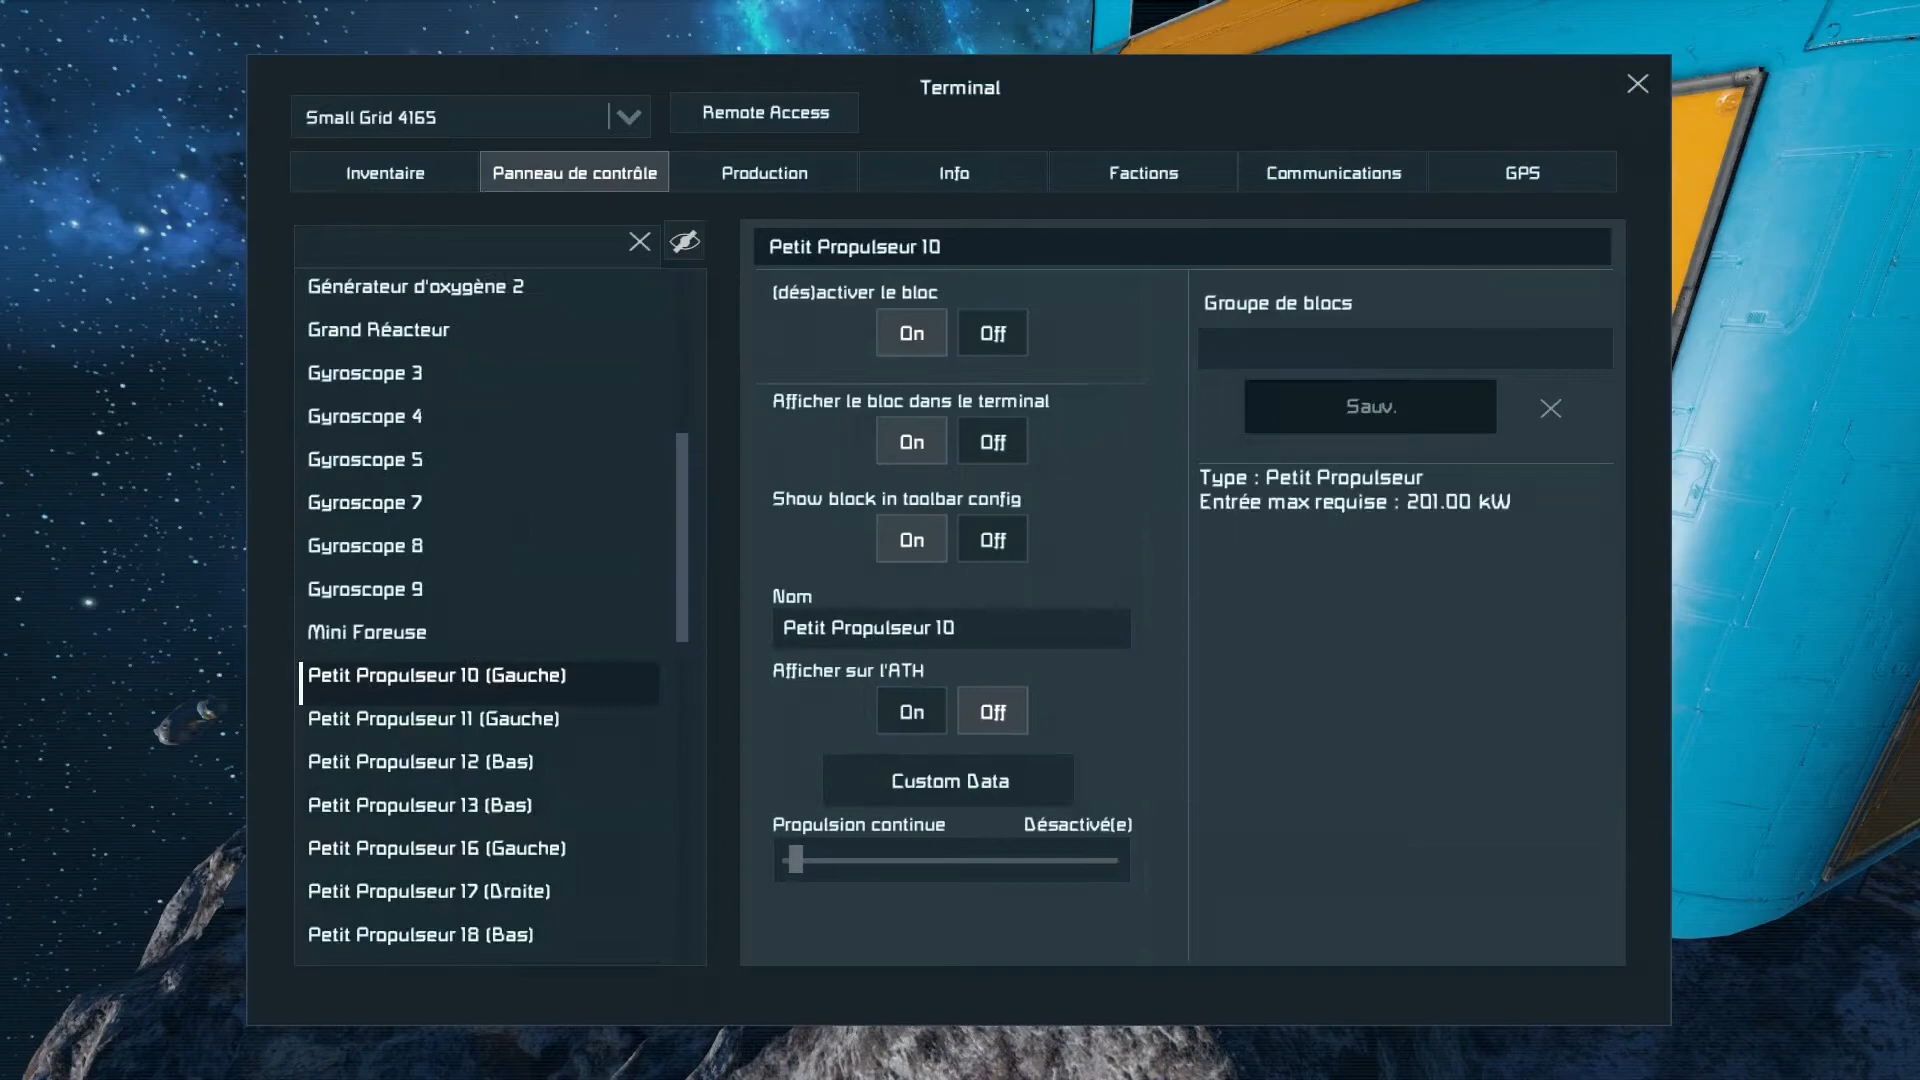 Terminal
Small Grid 4165
Remote Access
Inventaire
Panneau de contrôle
Production
Info
Factions
Communications
GPS
Générateur d'oxygène 2
Grand Réacteur
Gyroscope 3
Gyroscope 4
Gyroscope 5
Gyroscope 7
Gyroscope 8
Gyroscope 9
Mini Foreuse
Petit Propulseur 10 (Gauche)
Petit Propulseur 11 (Gauche)
Petit Propulseur 12 (Bas)
Petit Propulseur 13 (Bas)
Petit Propulseur 16 (Gauche)
Petit Propulseur 17 (Droite)
Petit Propulseur 18 (Bas)
Petit Propulseur 10
(dés)activer le bloc
On Off
Afficher le bloc dans le terminal
On Off
Show block in toolbar config
On Off
Nom
Petit Propulseur 10
Afficher sur l'ATH
On Off
Custom Data
Propulsion continue Désactivé(e)
Groupe de blocs
Sauv.
Type : Petit Propulseur
Entrée max requise : 201.00 kW